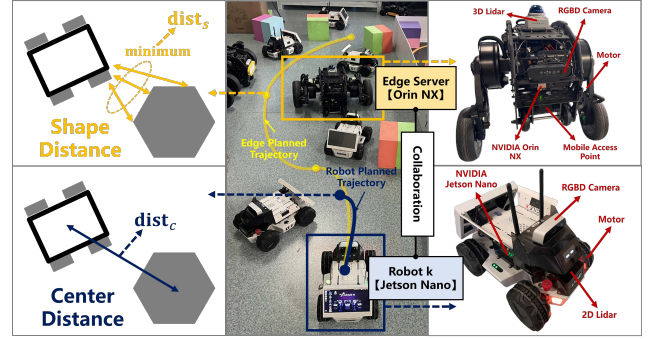 dist_s
minimum
Shape
Distance
dist_c
Center
Distance
Edge Server
【Orin NX】
Edge Planned
Trajectory
Robot Planned
Trajectory
Collaboration
Robot k
【Jetson Nano】
3D Lidar
RGBD Camera
Motor
NVIDIA Orin
NX
Mobile Access
Point
NVIDIA
Jetson Nano
RGBD Camera
Motor
2D Lidar